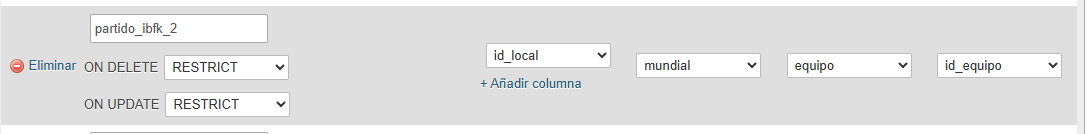 partido_ibfk_2
Eliminar ON DELETE RESTRICT id_local mundial equipo id_equipo
+ Añadir columna
ON UPDATE RESTRICT